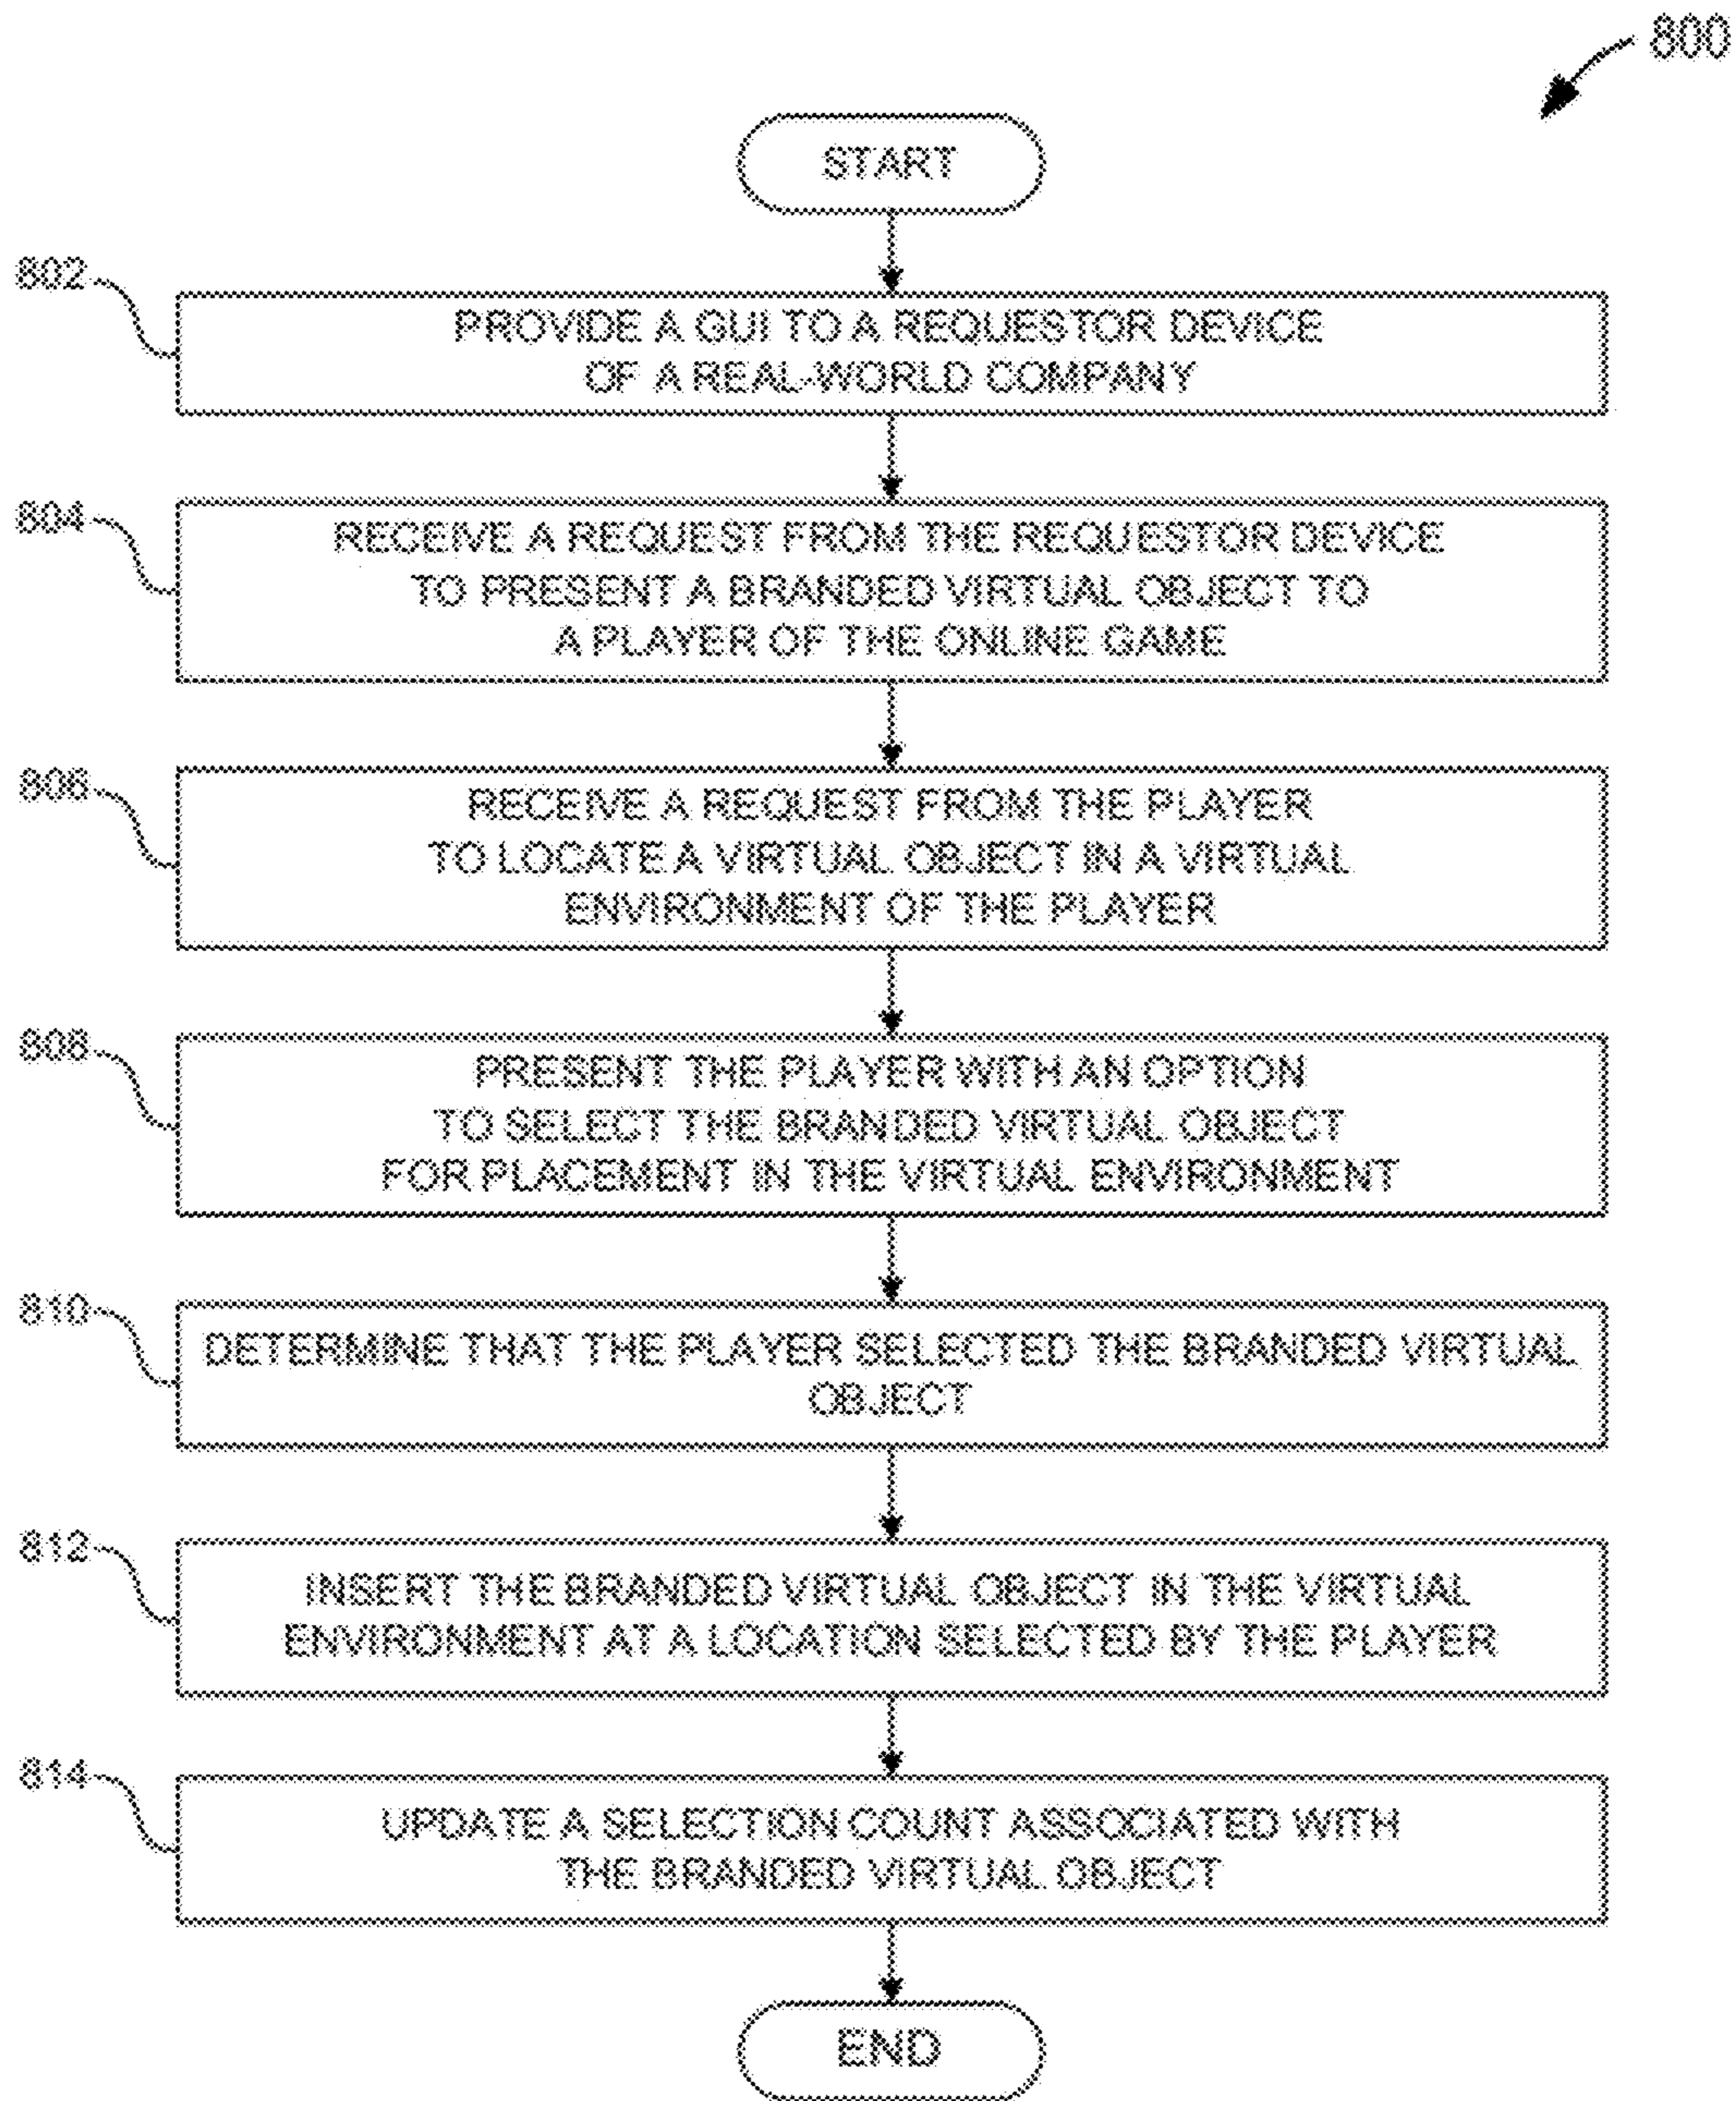 800
START
802
PROVIDE A GUI TO A REQUESTOR DEVICE
OF A REAL-WORLD COMPANY
804
RECEIVE A REQUEST FROM THE REQUESTOR DEVICE
TO PRESENT A BRANDED VIRTUAL OBJECT TO
A PLAYER OF THE ONLINE GAME
806
RECEIVE A REQUEST FROM THE PLAYER
TO LOCATE A VIRTUAL OBJECT IN A VIRTUAL
ENVIRONMENT OF THE PLAYER
808
PRESENT THE PLAYER WITH AN OPTION
TO SELECT THE BRANDED VIRTUAL OBJECT
FOR PLACEMENT IN THE VIRTUAL ENVIRONMENT
810
DETERMINE THAT THE PLAYER SELECTED THE BRANDED VIRTUAL
OBJECT
812
INSERT THE BRANDED VIRTUAL OBJECT IN THE VIRTUAL
ENVIRONMENT AT A LOCATION SELECTED BY THE PLAYER
814
UPDATE A SELECTION COUNT ASSOCIATED WITH
THE BRANDED VIRTUAL OBJECT
END